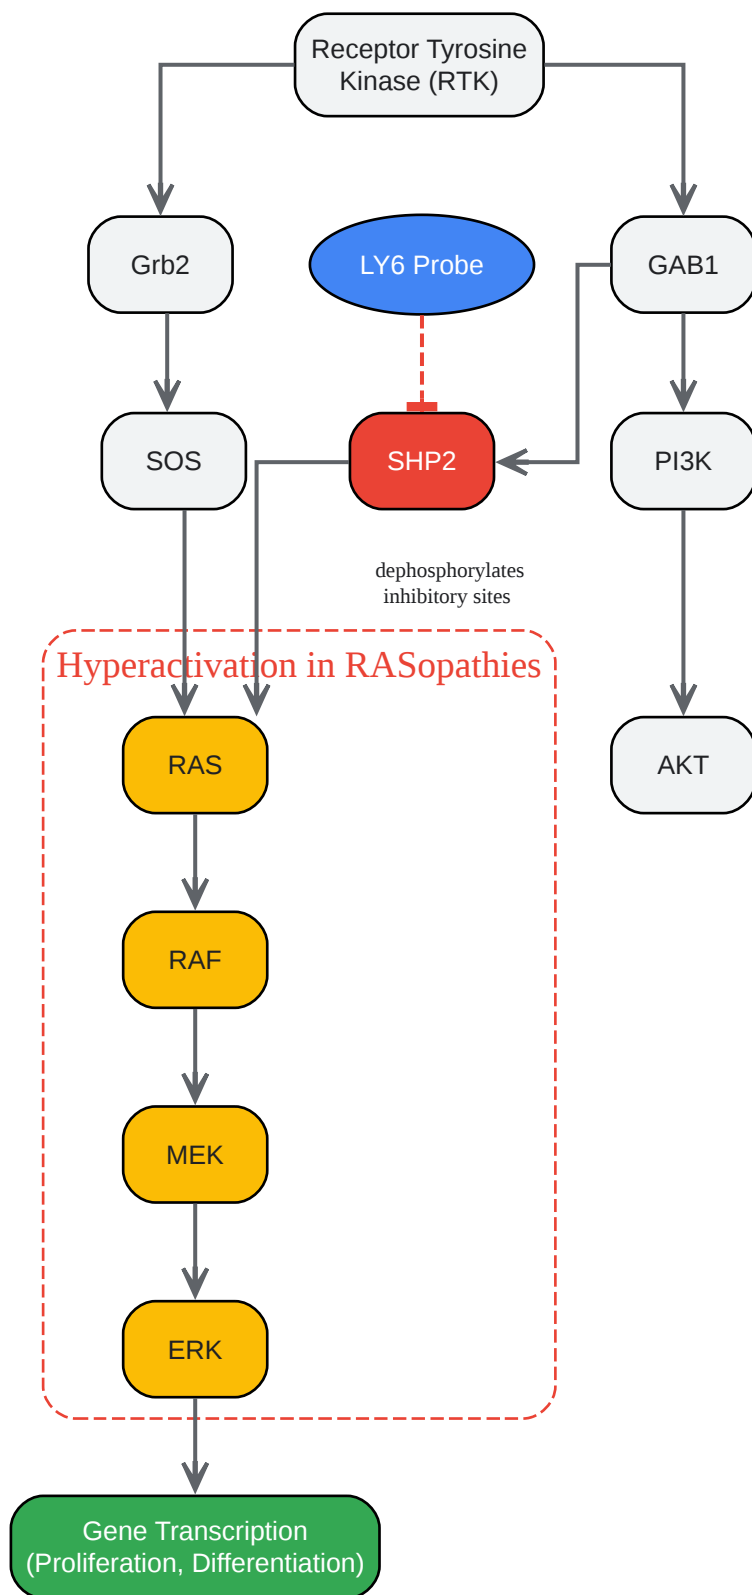 Receptor Tyrosine
Kinase (RTK)
Grb2
LY6 Probe
GAB1
SOS
SHP2
PI3K
dephosphorylates
inhibitory sites
Hyperactivation in RASopathies
RAS
AKT
RAF
MEK
ERK
Gene Transcription
(Proliferation, Differentiation)